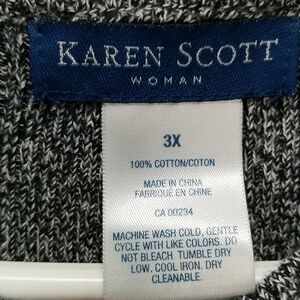 KAREN SCOTT
WOMAN
3X
100% COTTON/COTON
MADE IN CHINA
FABRIQUÉ EN CHINE
CA 00234
MACHINE WASH COLD, GENTLE
CYCLE WITH LIKE COLORS. DO
NOT BLEACH. TUMBLE DRY
LOW. COOL IRON. DRY
CLEANABLE.